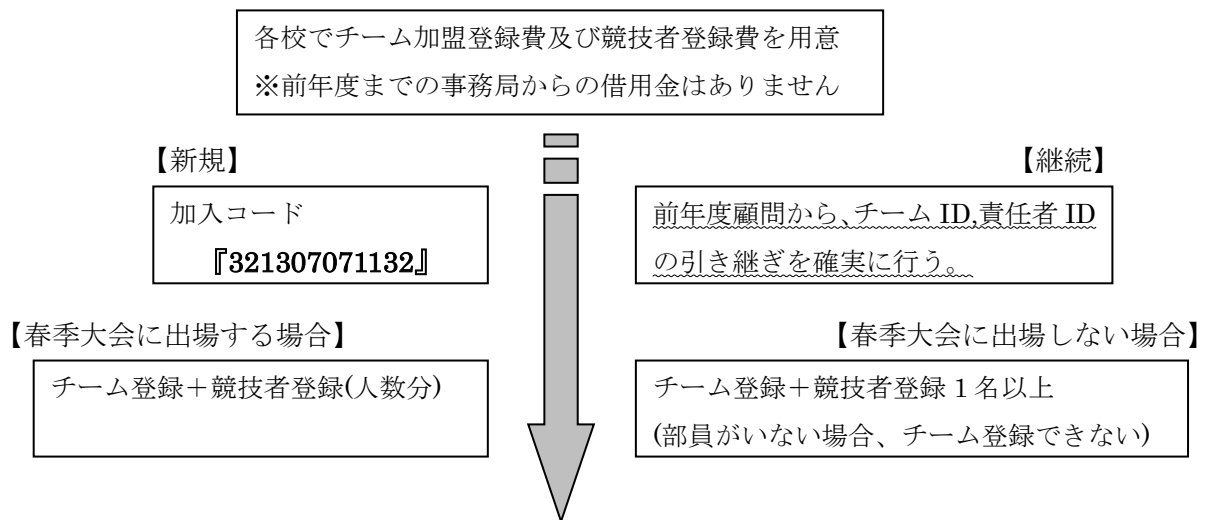 各校でチーム加盟登録費及び競技者登録費を用意
※前年度までの事務局からの借用金はありません
【新規】
加入コード
『321307071132』
【継続】
前年度顧問から、チーム ID,責任者 ID
の引き継ぎを確実に行う。
【春季大会に出場する場合】
チーム登録＋競技者登録(人数分)
【春季大会に出場しない場合】
チーム登録＋競技者登録 1 名以上
(部員がいない場合、チーム登録できない)